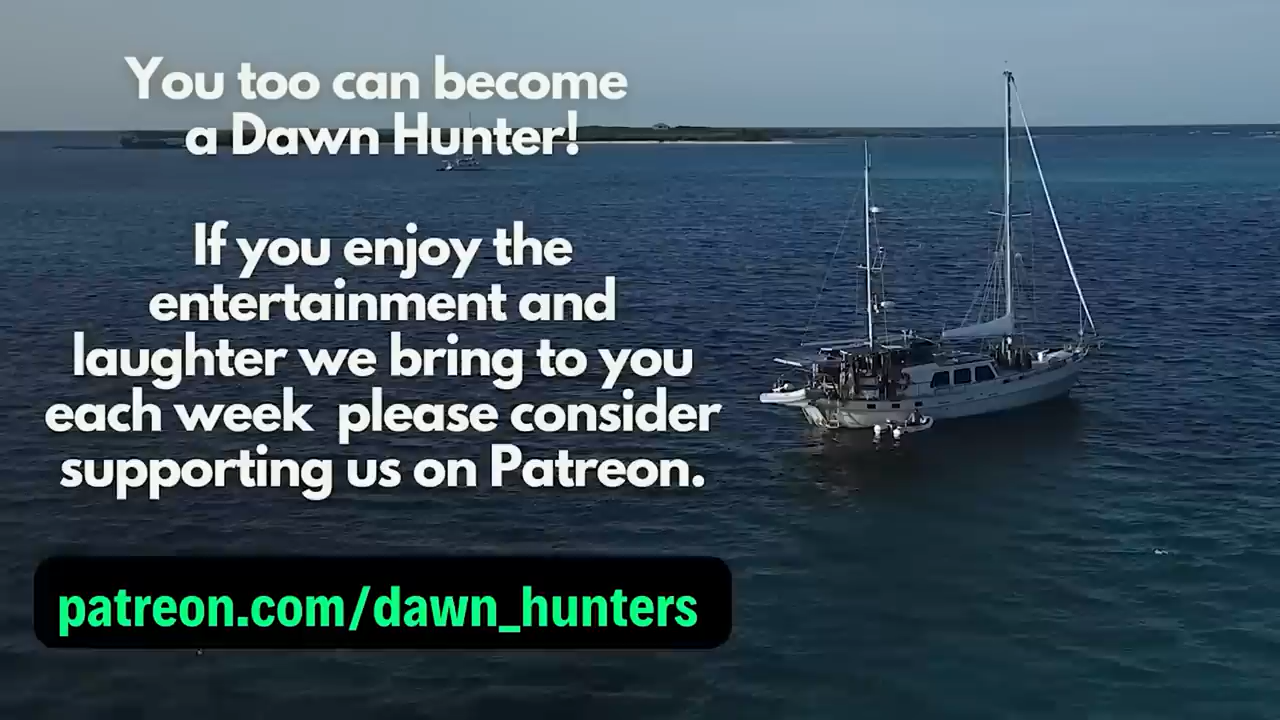 You too can become
a Dawn Hunter!
If you enjoy the
entertainment and
laughter we bring to you
each week  please consider
supporting us on Patreon.
patreon.com/dawn_hunters